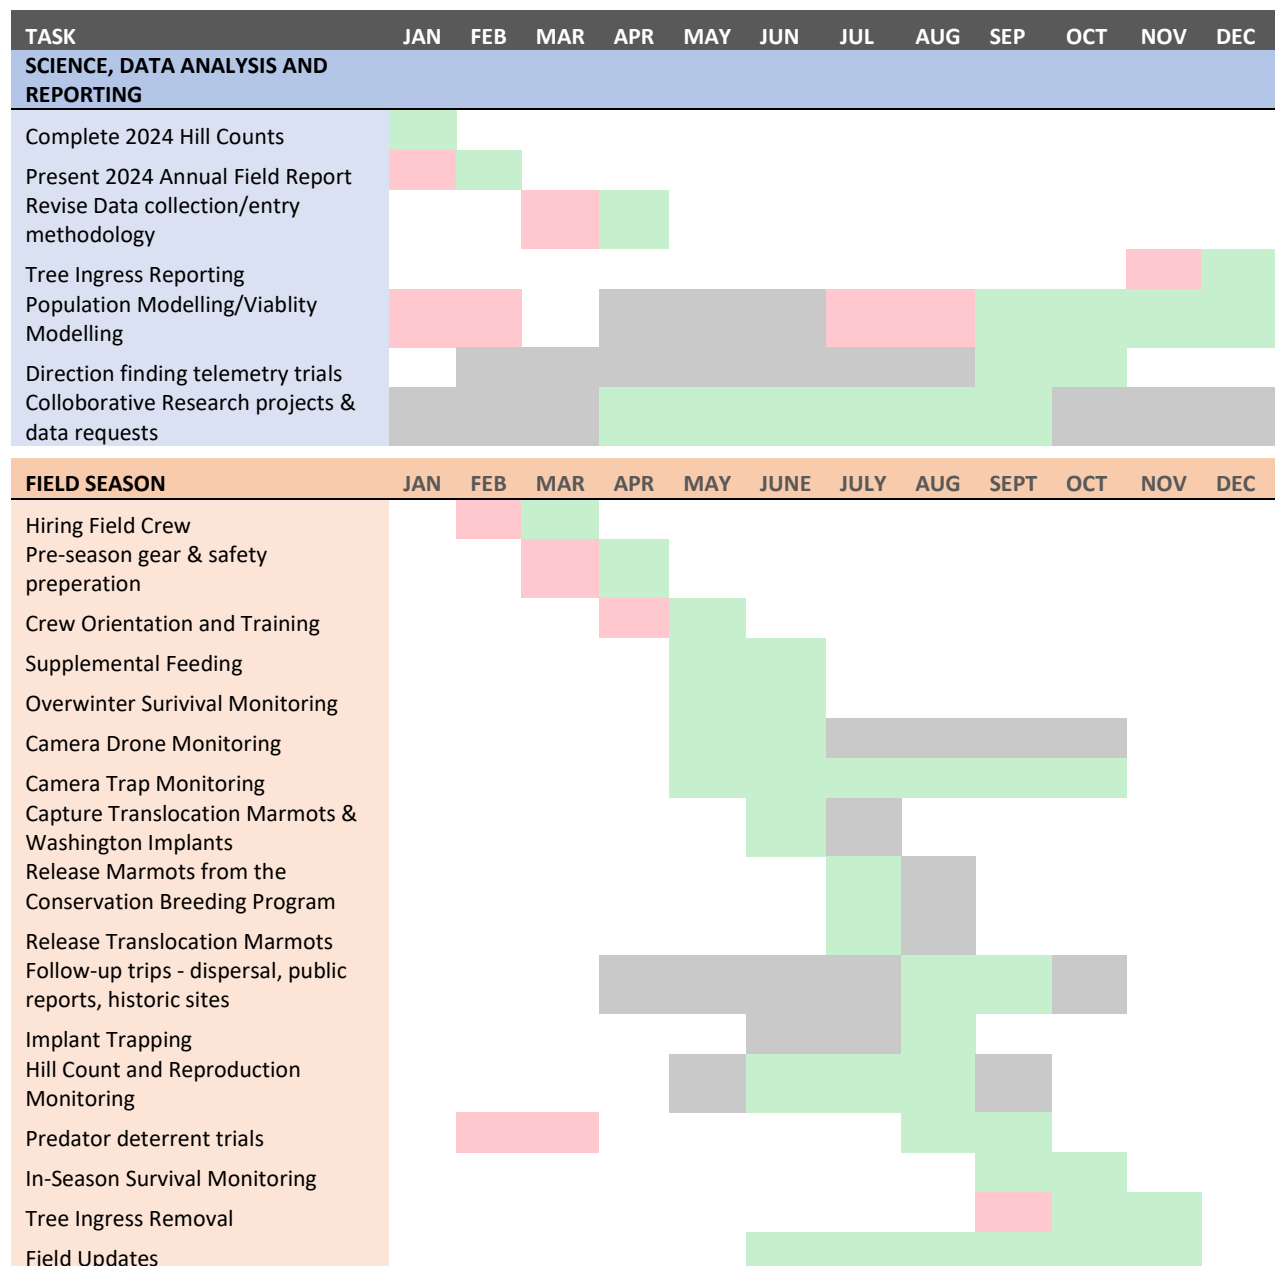 TASK JAN FEB MAR APR MAY JUN JUL AUG SEP OCT NOV DEC
SCIENCE, DATA ANALYSIS AND
REPORTING
Complete 2024 Hill Counts
Present 2024 Annual Field Report
Revise Data collection/entry
methodology
Tree Ingress Reporting
Population Modelling/Viablity
Modelling
Direction finding telemetry trials
Colloborative Research projects &
data requests
FIELD SEASON JAN FEB MAR APR MAY JUNE JULY AUG SEPT OCT NOV DEC
Hiring Field Crew
Pre-season gear & safety
preperation
Crew Orientation and Training
Supplemental Feeding
Overwinter Surivival Monitoring
Camera Drone Monitoring
Camera Trap Monitoring
Capture Translocation Marmots &
Washington Implants
Release Marmots from the
Conservation Breeding Program
Release Translocation Marmots
Follow-up trips - dispersal, public
reports, historic sites
Implant Trapping
Hill Count and Reproduction
Monitoring
Predator deterrent trials
In-Season Survival Monitoring
Tree Ingress Removal
Field Updates